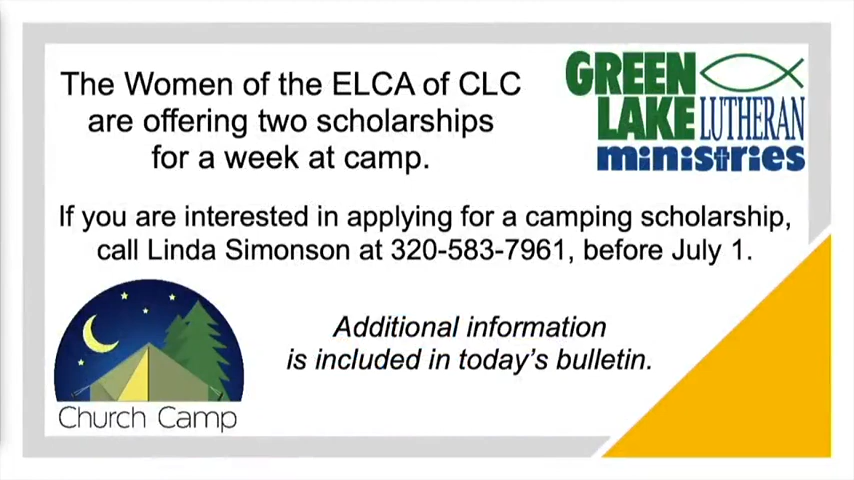 The Women of the ELCA of CLC
are offering two scholarships
for a week at camp.
GREEN
LAKE LUTHERAN
ministries
If you are interested in applying for a camping scholarship,
call Linda Simonson at 320-583-7961, before July 1.
Additional information
is included in today's bulletin.
Church Camp